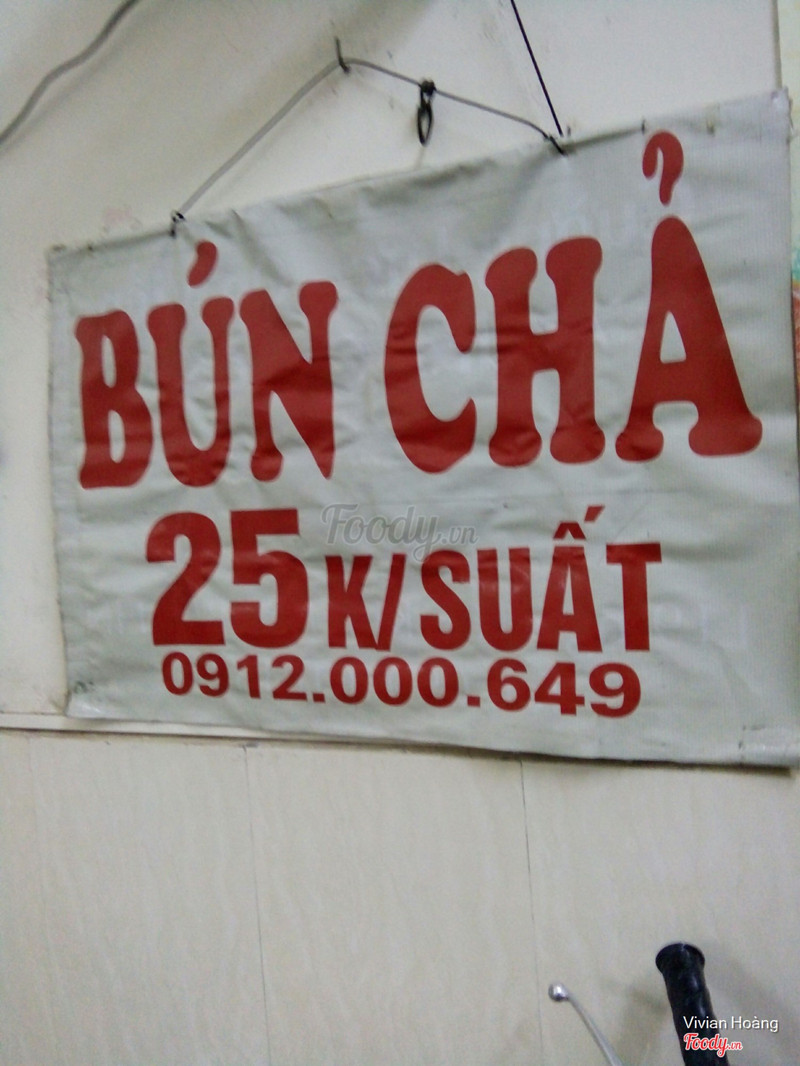 BÚN CHẢ
Foody.vn
25K/SUẤT
0912.000.649
Vivian Hoàng
Foody.vn